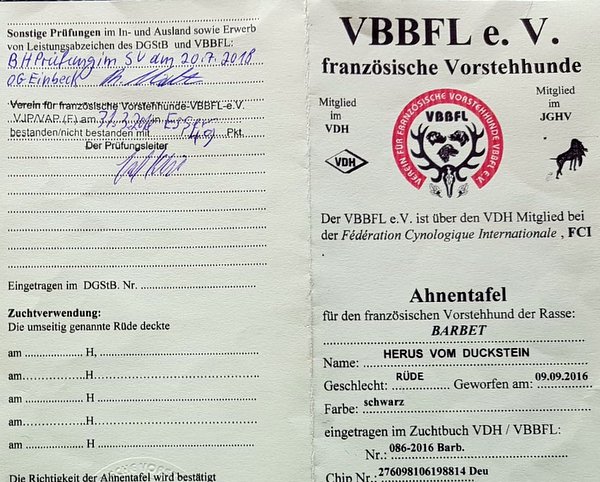 Sonstige Prüfungen im In- und Ausland sowie Erwerb
von Leistungsabzeichen des DGStB und VBBFL:
BH Prüfung im SV am 20.7.2018
OG Einbeck
Verein für französische Vorstehhunde-VBBFL-e.V.
VJP/VAP (F) am 31.3.
bestanden/nicht bestanden mit Pkt.
Der Prüfungsleiter
Eingetragen im DGStB. Nr.
Zuchtverwendung:
Die umseitig genannte Rüde deckte
am H,
am H,
am H,
am H
am H
Die Richtigkeit der Ahnentafel wird bestätigt
VBBFL e. V.
französische Vorstehhunde
Mitglied
im
VDH
VDH
VEREIN FÜR FRANZÖSISCHE VORSTEHHUNDE VBBFL e.V.
VBBFL
Mitglied
im
JGHV
Der VBBFL e.V. ist über den VDH Mitglied bei
der Fédération Cynologique Internationale , FCI
Ahnentafel
für den französischen Vorstehhund der Rasse:
BARBET
Name: HERUS VOM DUCKSTEIN
Geschlecht: RÜDE Geworfen am: 09.09.2016
Farbe: schwarz
eingetragen im Zuchtbuch VDH / VBBFL:
Nr.: 086-2016 Barb.
Chip Nr.: 276098106198814 Deu